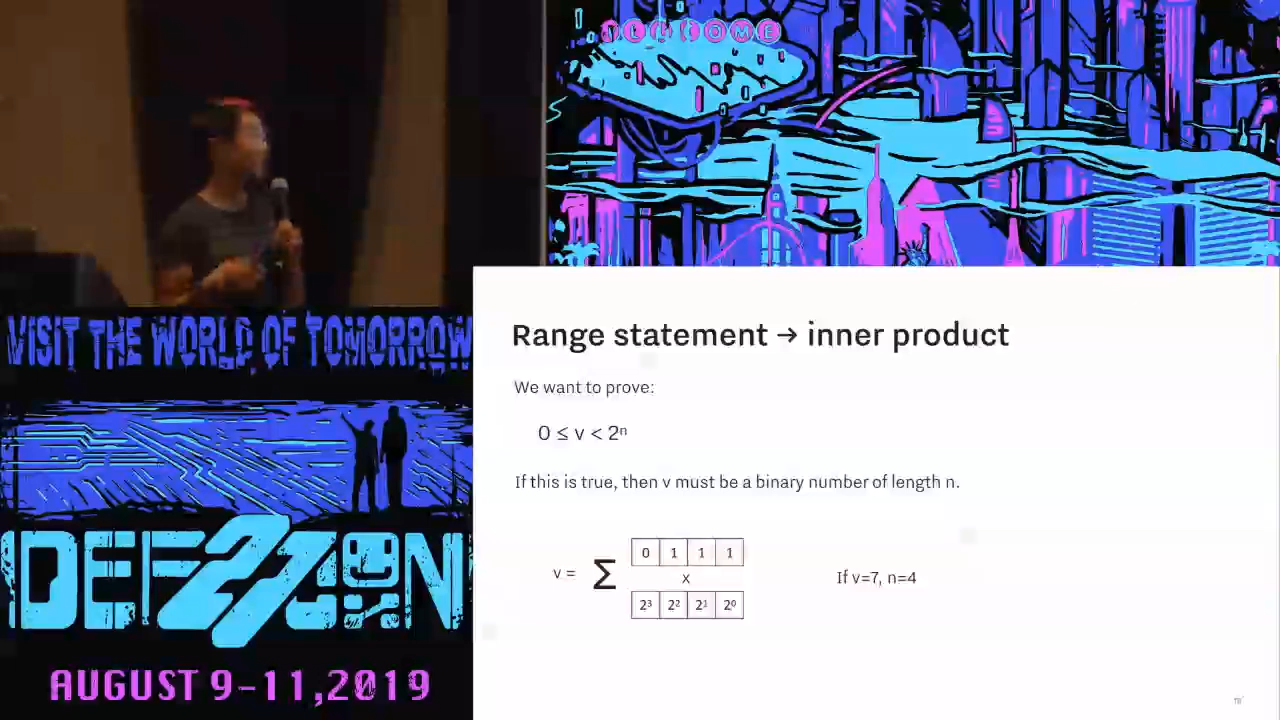 WELCOME
Range statement → inner product
We want to prove:
0 ≤ v < 2ⁿ
If this is true, then v must be a binary number of length n.
v = Σ
0 1 1 1
x
2³ 2² 2¹ 2⁰
If v=7, n=4
VISIT THE WORLD OF TOMORROW
DEF27CON
AUGUST 9-11,2019